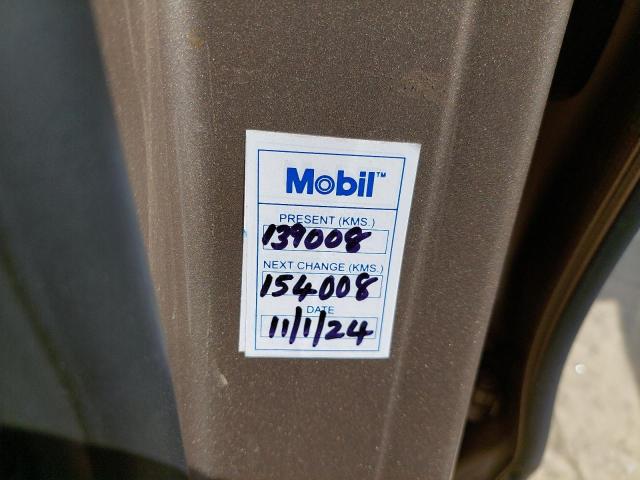 Mobil™
PRESENT (KMS.)
139008
NEXT CHANGE (KMS.)
154008
DATE
11/1/24